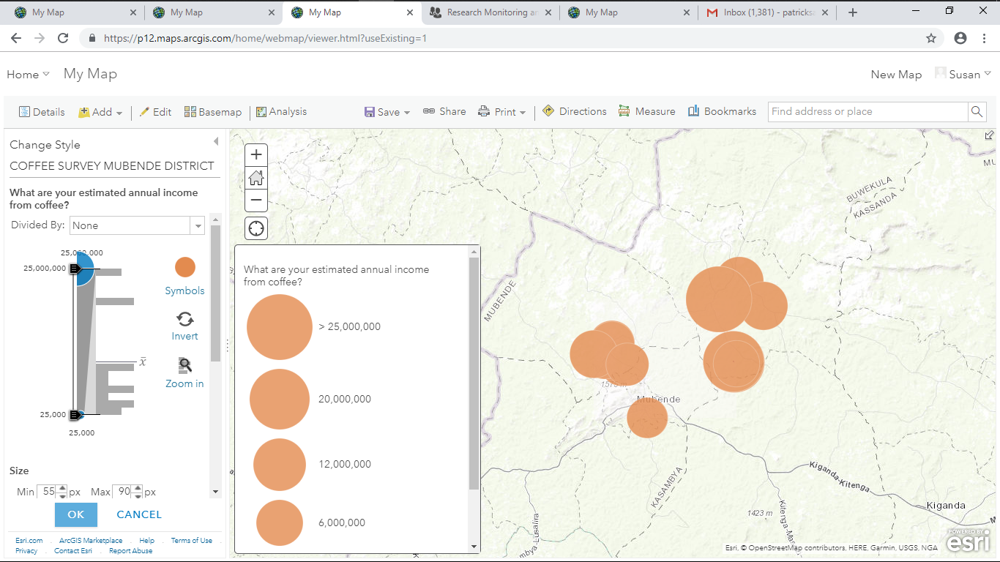 My Map
My Map
My Map
Research Monitoring an
My Map
Inbox (1,381) - patricksa
https://p12.maps.arcgis.com/home/webmap/viewer.html?useExisting=1
Home
My Map
New Map
Susan
Details
Add
Edit
Basemap
Analysis
Save
Share
Print
Directions
Measure
Bookmarks
Find address or place
Change Style
COFFEE SURVEY MUBENDE DISTRICT
What are your estimated annual income
from coffee?
Divided By:
None
25,000,000
25,000,000
x̄
25,000
25,000
Symbols
Invert
Zoom in
Size
Min 55 px Max 90 px
OK
CANCEL
Esri.com . ArcGIS Marketplace . Help . Terms of Use .
Privacy . Contact Esri . Report Abuse
What are your estimated annual income
from coffee?
> 25,000,000
20,000,000
12,000,000
6,000,000
MUBENDE
BUWEKULA
KASSANDA
MU
1575 m
Mubende
KASAMBYA
Kiganda-Kitenga
Kiganda
1423 m
Kitenga-Ma
mbya-Lusalira
M
Esri, © OpenStreetMap contributors, HERE, Garmin, USGS, NGA
POWERED BY
esri